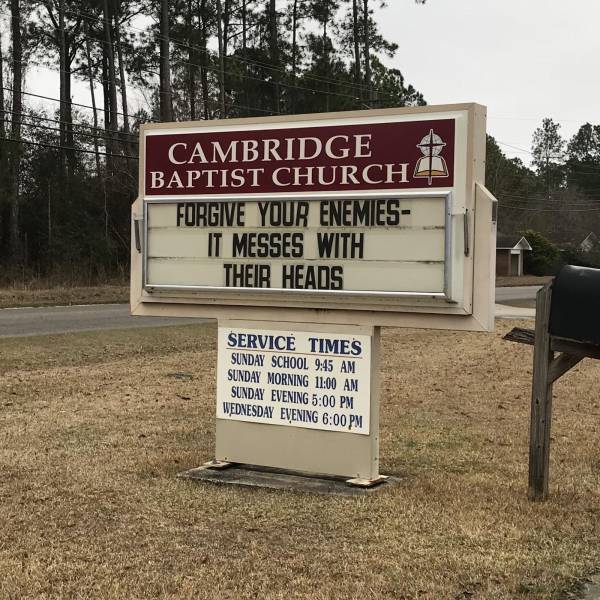 CAMBRIDGE
BAPTIST CHURCH
FORGIVE YOUR ENEMIES-
IT MESSES WITH
THEIR HEADS
SERVICE TIMES
SUNDAY SCHOOL 9:45 AM
SUNDAY MORNING 11:00 AM
SUNDAY EVENING 5:00 PM
WEDNESDAY EVENING 6:00 PM